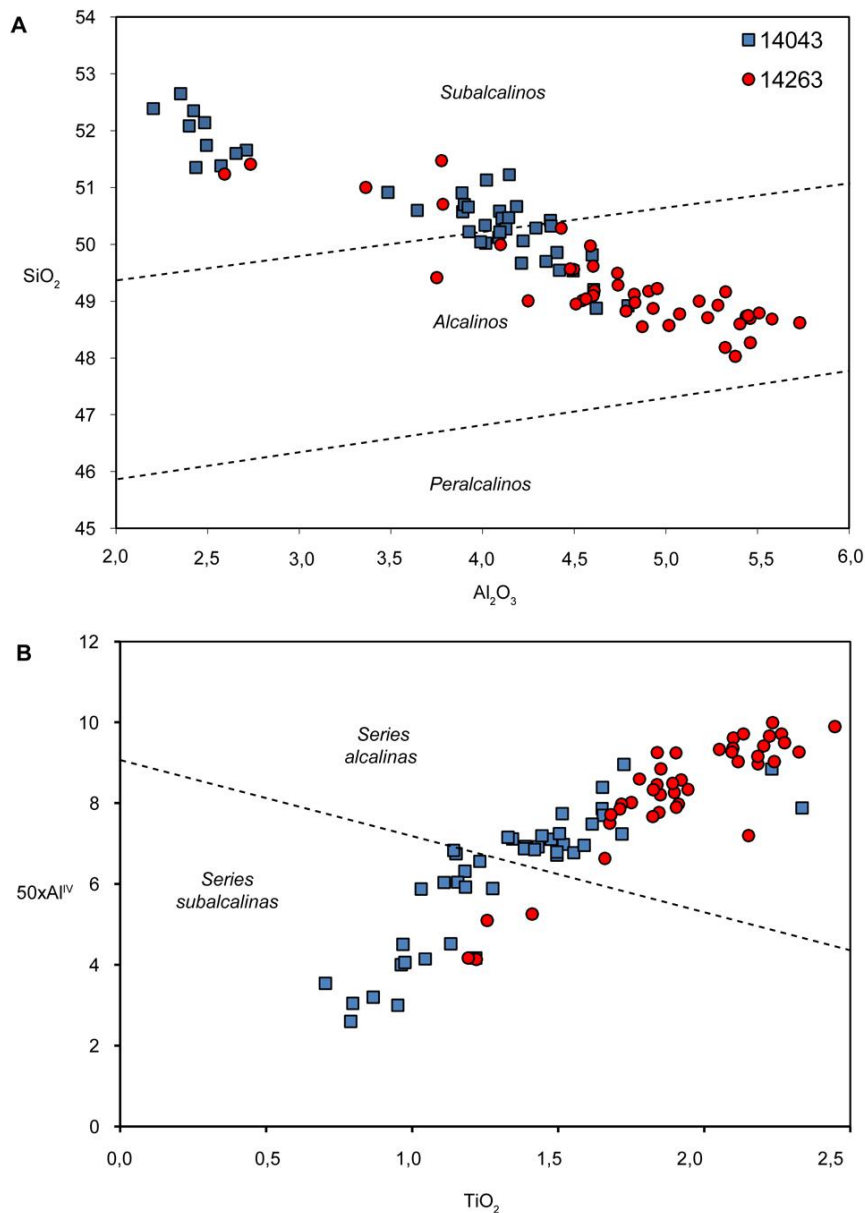 A
54
53
52
51
50
49
48
47
46
45
SiO₂
14043
14263
Subalcalinos
Alcalinos
Peralcalinos
2,0 2,5 3,0 3,5 4,0 4,5 5,0 5,5 6,0
Al₂O₃
B
12
10
8
6
4
2
0
50xAlᴵⱽ
Series
alcalinas
Series
subalcalinas
0,0 0,5 1,0 1,5 2,0 2,5
TiO₂